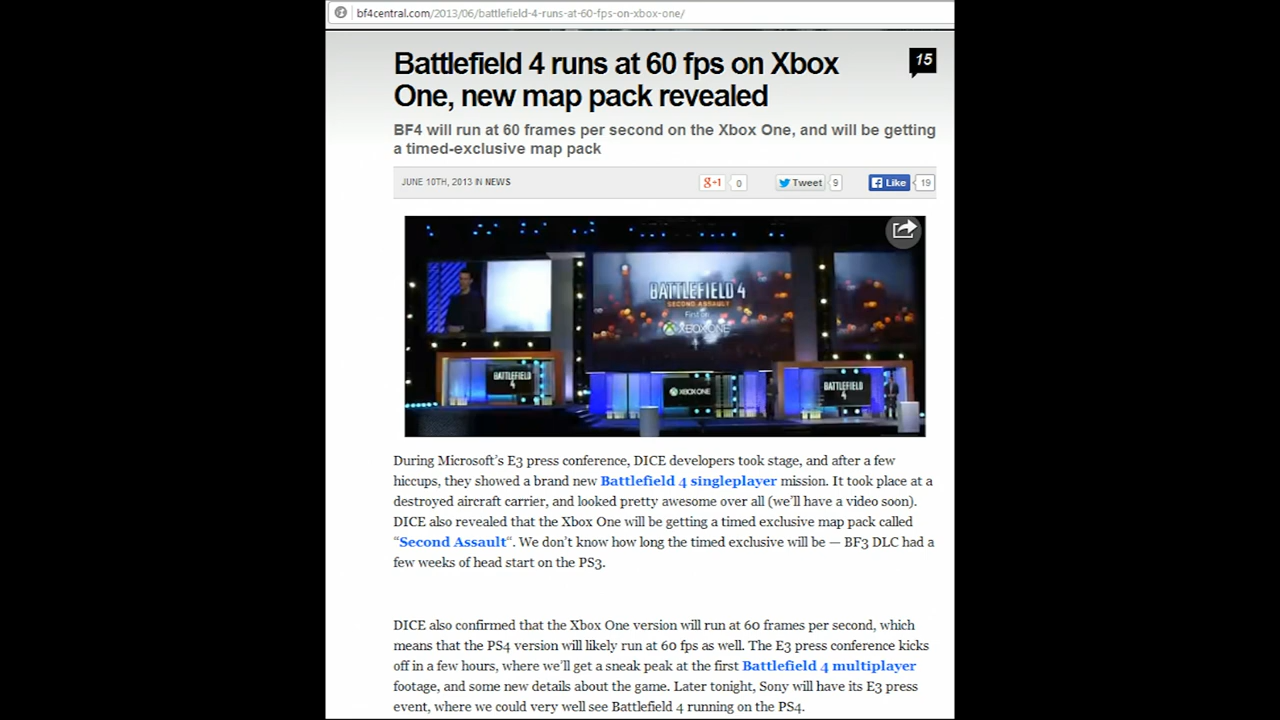 bf4central.com/2013/06/battlefield-4-runs-at-60-fps-on-xbox-one/
Battlefield 4 runs at 60 fps on Xbox
One, new map pack revealed
15
BF4 will run at 60 frames per second on the Xbox One, and will be getting
a timed-exclusive map pack
JUNE 10TH, 2013 IN NEWS
g+1 0
Tweet 9
Like 19
BATTLEFIELD 4
SECOND ASSAULT
First on
XBOX ONE
BATTLEFIELD
4
XBOX ONE
BATTLEFIELD
4
During Microsoft’s E3 press conference, DICE developers took stage, and after a few
hiccups, they showed a brand new Battlefield 4 singleplayer mission. It took place at a
destroyed aircraft carrier, and looked pretty awesome over all (we’ll have a video soon).
DICE also revealed that the Xbox One will be getting a timed exclusive map pack called
“Second Assault“. We don’t know how long the timed exclusive will be — BF3 DLC had a
few weeks of head start on the PS3.
DICE also confirmed that the Xbox One version will run at 60 frames per second, which
means that the PS4 version will likely run at 60 fps as well. The E3 press conference kicks
off in a few hours, where we’ll get a sneak peak at the first Battlefield 4 multiplayer
footage, and some new details about the game. Later tonight, Sony will have its E3 press
event, where we could very well see Battlefield 4 running on the PS4.